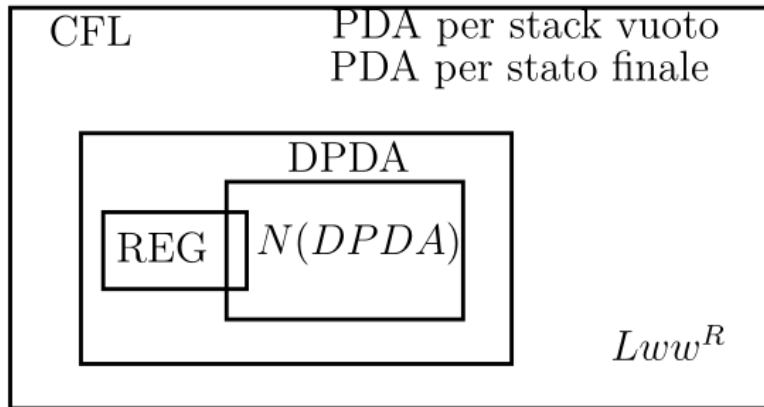 CFL
PDA per stack vuoto
PDA per stato finale
DPDA
REG
N(DPDA)
Lww^R